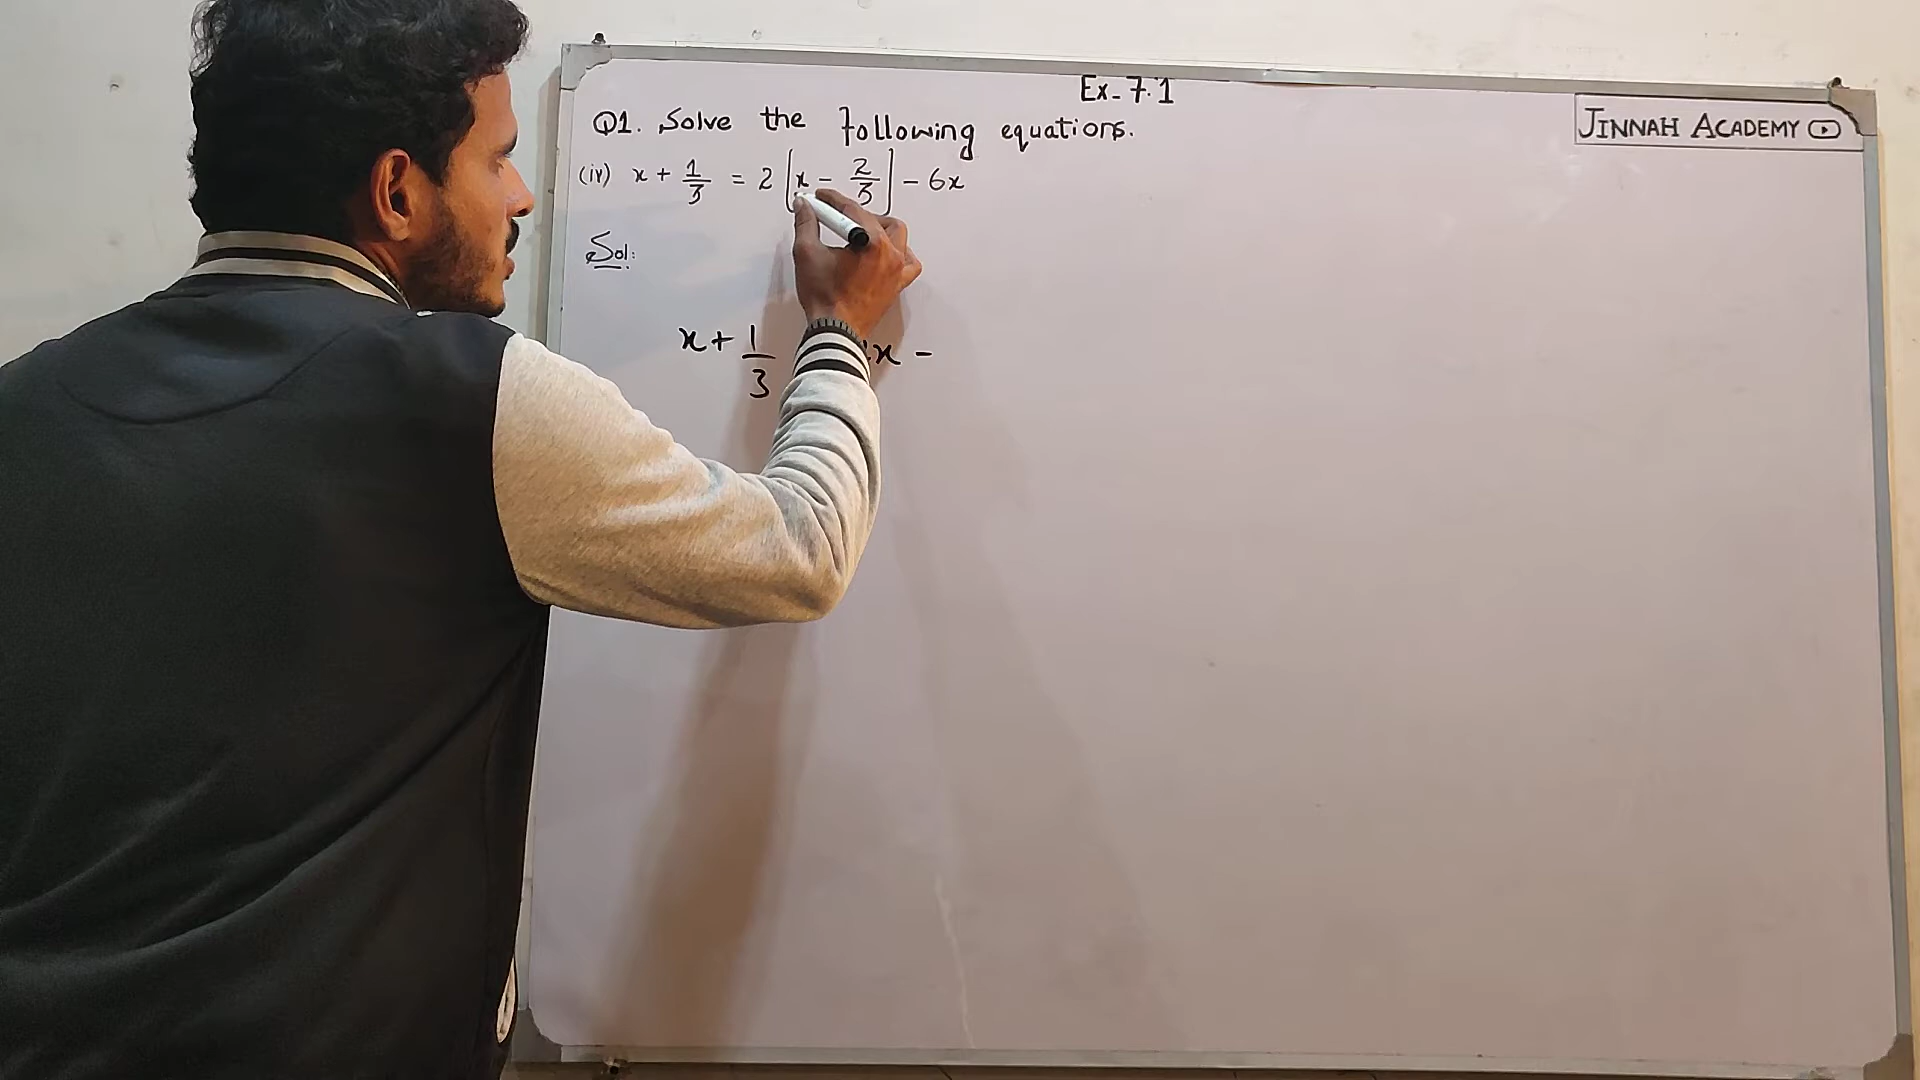 Ex-7.1
JINNAH ACADEMY
Q1. Solve the following equations.
(iv) x + 1/3 = 2 [x - 2/3] - 6x
Sol:
x + 1/3 x -